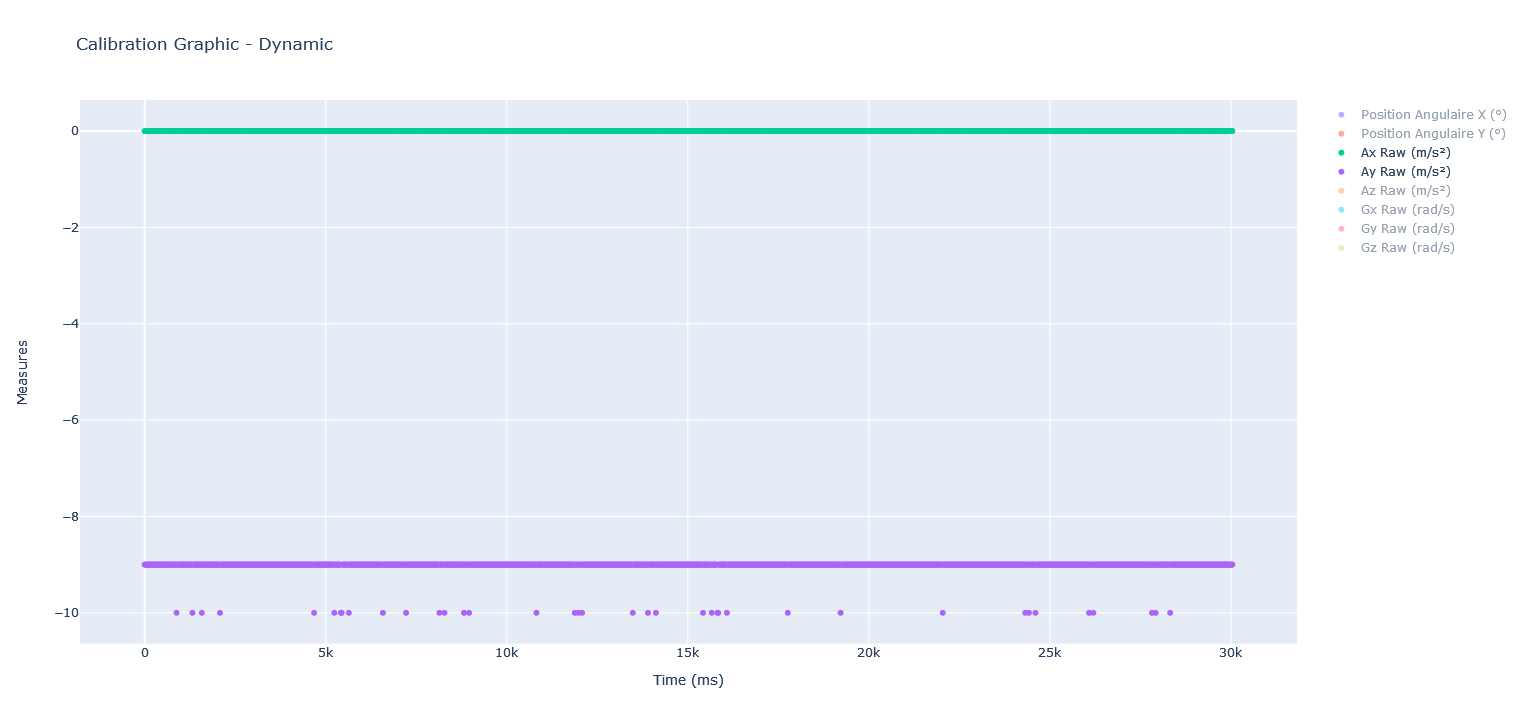 Calibration Graphic - Dynamic
0
−2
−4
−6
−8
−10
Measures
0
5k
10k
15k
20k
25k
30k
Time (ms)
Position Angulaire X (°)
Position Angulaire Y (°)
Ax Raw (m/s²)
Ay Raw (m/s²)
Az Raw (m/s²)
Gx Raw (rad/s)
Gy Raw (rad/s)
Gz Raw (rad/s)